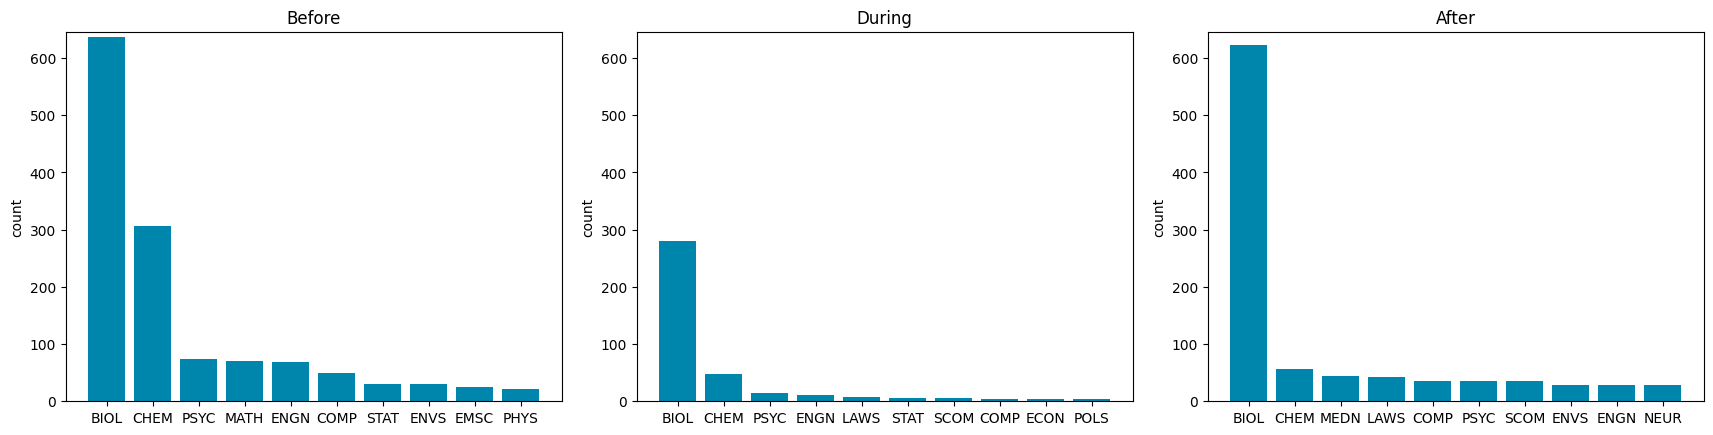 Before
count
600
500
400
300
200
100
0
BIOL CHEM PSYC MATH ENGN COMP STAT ENVS EMSC PHYS
During
count
600
500
400
300
200
100
0
BIOL CHEM PSYC ENGN LAWS STAT SCOM COMP ECON POLS
After
count
600
500
400
300
200
100
0
BIOL CHEM MEDN LAWS COMP PSYC SCOM ENVS ENGN NEUR